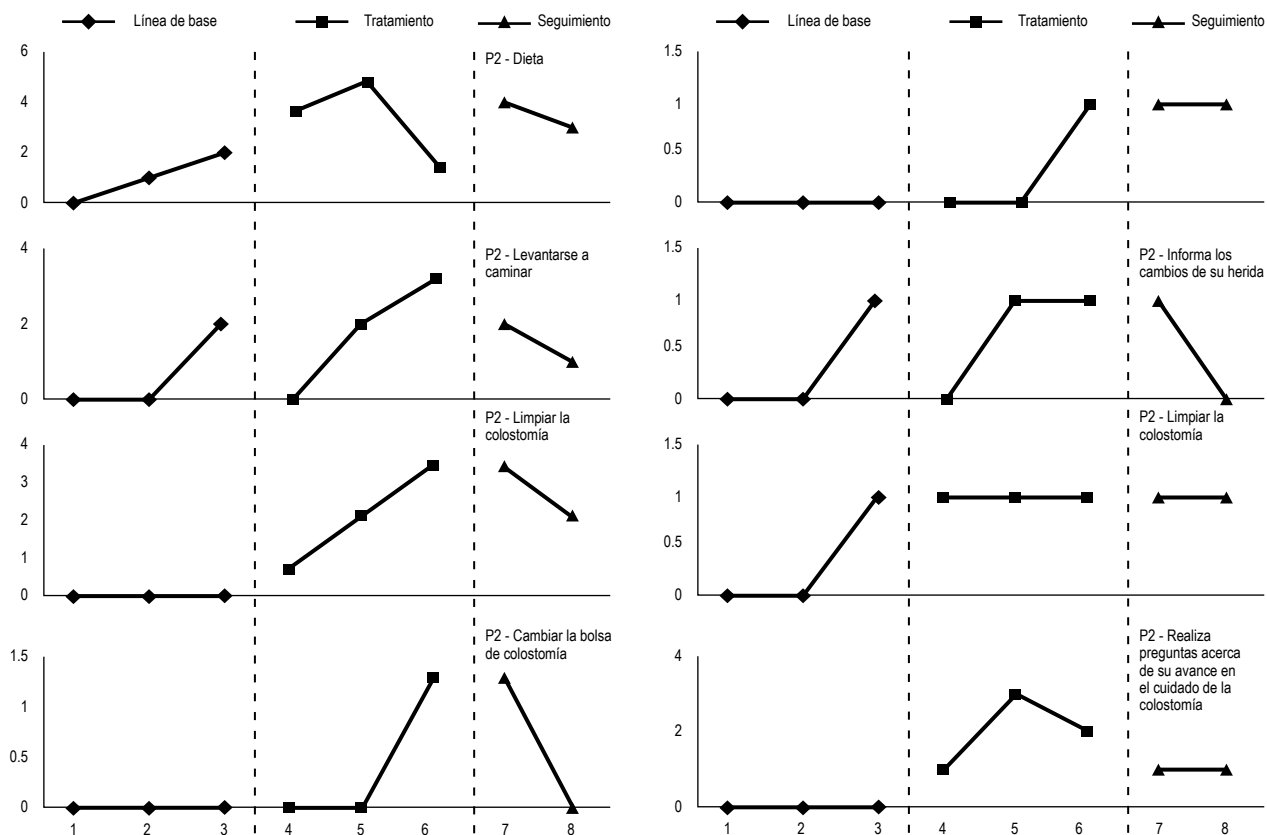 Línea de base Tratamiento Seguimiento
6
4
2
0
P2 - Dieta
4
2
0
P2 - Levantarse a
caminar
4
3
2
1
0
P2 - Limpiar la
colostomía
1.5
1
0.5
0
P2 - Cambiar la bolsa
de colostomía
1 2 3 4 5 6 7 8
Línea de base Tratamiento Seguimiento
1.5
1
0.5
0
1.5
1
0.5
0
P2 - Informa los
cambios de su herida
1.5
1
0.5
0
P2 - Limpiar la
colostomía
4
2
0
P2 - Realiza
preguntas acerca
de su avance en
el cuidado de la
colostomía
1 2 3 4 5 6 7 8